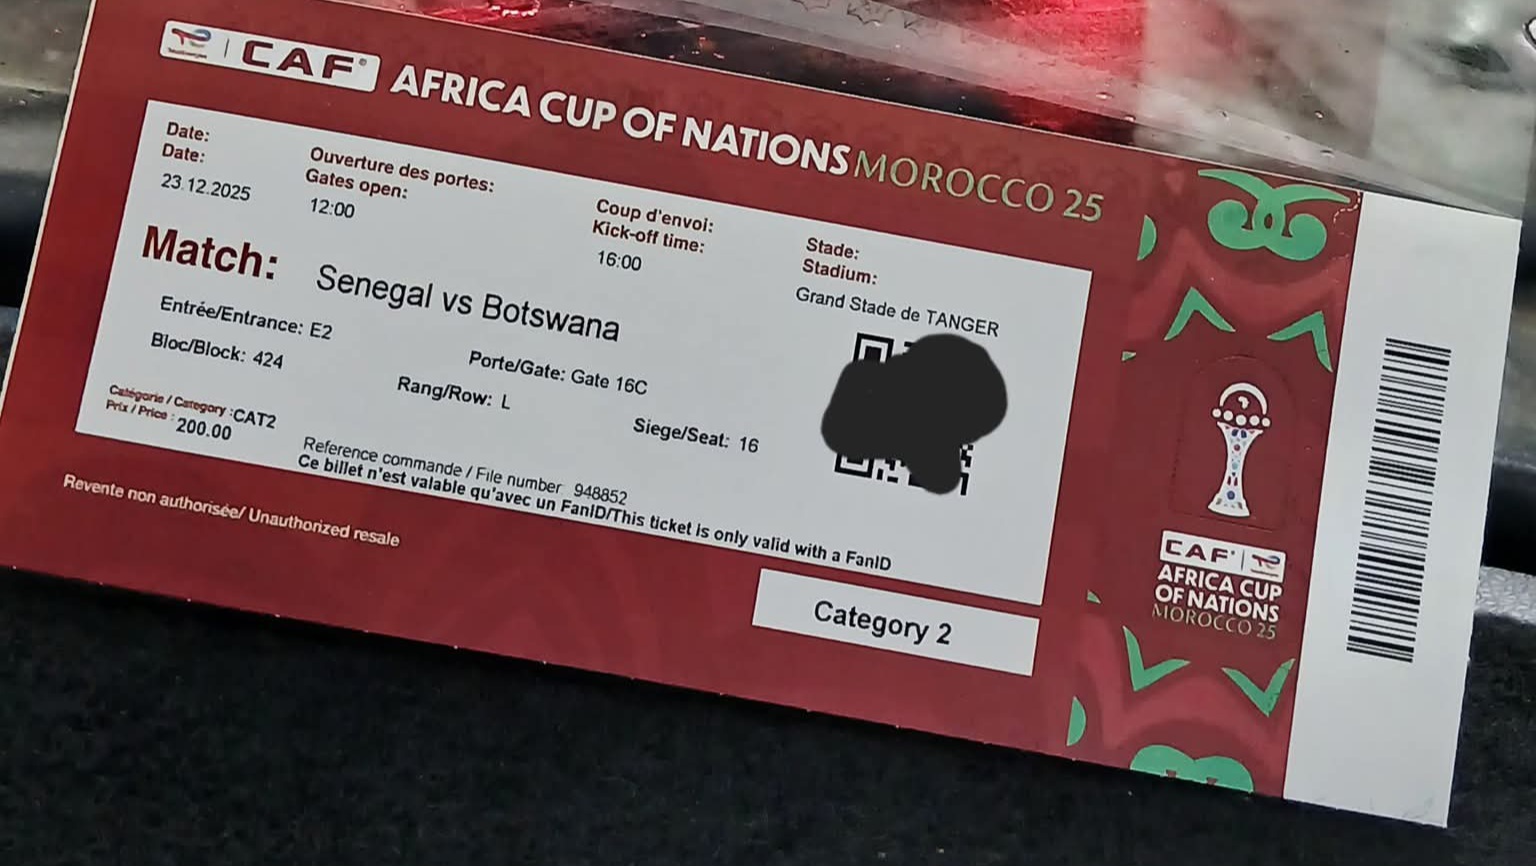 CAF AFRICA CUP OF NATIONS MOROCCO 25
Date:
Date:
23.12.2025
Ouverture des portes:
Gates open:
12:00
Coup d'envoi:
Kick-off time:
16:00
Stade:
Stadium:
Grand Stade de TANGER
Match: Senegal vs Botswana
Entrée/Entrance: E2
Porte/Gate: Gate 16C
Bloc/Block: 424
Rang/Row: L
Siege/Seat: 16
Catégorie / Category :CAT2
Prix / Price : 200.00
Reference commande / File number 948852
Ce billet n'est valable qu'avec un FanID/This ticket is only valid with a FanID
Revente non authorisée/ Unauthorized resale
Category 2
CAF
AFRICA CUP
OF NATIONS
MOROCCO 25